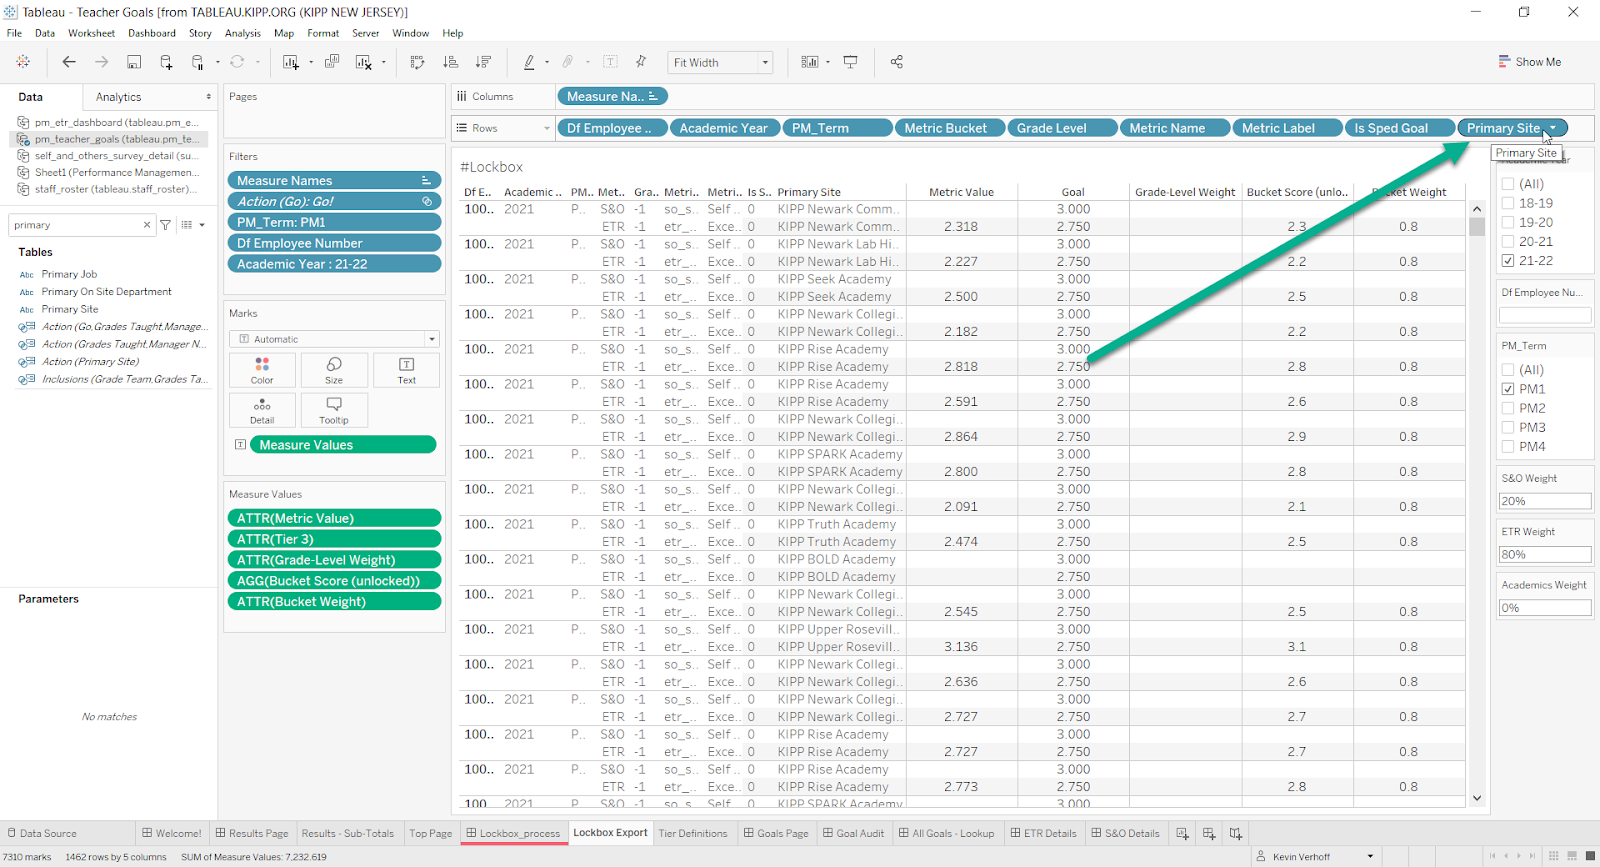 Tableau - Teacher Goals [from TABLEAU.KIPP.ORG (KIPP NEW JERSEY)]
File Data Worksheet Dashboard Story Analysis Map Format Server Window Help
Fit Width
Show Me
Data
Analytics
pm_etr_dashboard (tableau.pm_e...
pm_teacher_goals (tableau.pm_te...
self_and_others_survey_detail (su...
Sheet1 (Performance Managemen...
staff_roster (tableau.staff_roster)...
primary
Tables
Abc Primary Job
Abc Primary On Site Department
Abc Primary Site
Action (Go,Grades Taught,Manage...
Action (Grades Taught,Manager N...
Action (Primary Site)
Inclusions (Grade Team,Grades Ta...
Parameters
No matches
Pages
Filters
Measure Names
Action (Go): Go!
PM_Term: PM1
Df Employee Number
Academic Year : 21-22
Marks
Automatic
Color Size Text
Detail Tooltip
Measure Values
Measure Values
ATTR(Metric Value)
ATTR(Tier 3)
ATTR(Grade-Level Weight)
AGG(Bucket Score (unlocked))
ATTR(Bucket Weight)
Columns
Measure Na..
Rows
Df Employee .. Academic Year PM_Term Metric Bucket Grade Level Metric Name Metric Label Is Sped Goal Primary Site
Primary Site
#Lockbox
Df E.. Academic .. PM.. Met.. Gra.. Metri.. Metri.. Is S.. Primary Site Metric Value Goal Grade-Level Weight Bucket Score (unlo.. Bucket Weight
100.. 2021 P.. S&O -1 so_s.. Self .. 0 KIPP Newark Comm.. 3.000
ETR -1 etr_.. Exce.. 0 KIPP Newark Comm.. 2.318 2.750 2.3 0.8
100.. 2021 P.. S&O -1 so_s.. Self .. 0 KIPP Newark Lab Hi.. 3.000
ETR -1 etr_.. Exce.. 0 KIPP Newark Lab Hi.. 2.227 2.750 2.2 0.8
100.. 2021 P.. S&O -1 so_s.. Self .. 0 KIPP Seek Academy 3.000
ETR -1 etr_.. Exce.. 0 KIPP Seek Academy 2.500 2.750 2.5 0.8
100.. 2021 P.. S&O -1 so_s.. Self .. 0 KIPP Newark Collegi.. 3.000
ETR -1 etr_.. Exce.. 0 KIPP Newark Collegi.. 2.182 2.750 2.2 0.8
100.. 2021 P.. S&O -1 so_s.. Self .. 0 KIPP Rise Academy 3.000
ETR -1 etr_.. Exce.. 0 KIPP Rise Academy 2.818 2.750 2.8 0.8
100.. 2021 P.. S&O -1 so_s.. Self .. 0 KIPP Rise Academy 3.000
ETR -1 etr_.. Exce.. 0 KIPP Rise Academy 2.591 2.750 2.6 0.8
100.. 2021 P.. S&O -1 so_s.. Self .. 0 KIPP Newark Collegi.. 3.000
ETR -1 etr_.. Exce.. 0 KIPP Newark Collegi.. 2.864 2.750 2.9 0.8
100.. 2021 P.. S&O -1 so_s.. Self .. 0 KIPP SPARK Academy 3.000
ETR -1 etr_.. Exce.. 0 KIPP SPARK Academy 2.800 2.750 2.8 0.8
100.. 2021 P.. S&O -1 so_s.. Self .. 0 KIPP Newark Collegi.. 3.000
ETR -1 etr_.. Exce.. 0 KIPP Newark Collegi.. 2.091 2.750 2.1 0.8
100.. 2021 P.. S&O -1 so_s.. Self .. 0 KIPP Truth Academy 3.000
ETR -1 etr_.. Exce.. 0 KIPP Truth Academy 2.474 2.750 2.5 0.8
100.. 2021 P.. S&O -1 so_s.. Self .. 0 KIPP BOLD Academy 3.000
ETR -1 etr_.. Exce.. 0 KIPP BOLD Academy 2.750
100.. 2021 P.. S&O -1 so_s.. Self .. 0 KIPP Newark Collegi.. 3.000
ETR -1 etr_.. Exce.. 0 KIPP Newark Collegi.. 2.545 2.750 2.5 0.8
100.. 2021 P.. S&O -1 so_s.. Self .. 0 KIPP Upper Rosevill.. 3.000
ETR -1 etr_.. Exce.. 0 KIPP Upper Rosevill.. 3.136 2.750 3.1 0.8
100.. 2021 P.. S&O -1 so_s.. Self .. 0 KIPP Newark Collegi.. 3.000
ETR -1 etr_.. Exce.. 0 KIPP Newark Collegi.. 2.636 2.750 2.6 0.8
100.. 2021 P.. S&O -1 so_s.. Self .. 0 KIPP Newark Collegi.. 3.000
ETR -1 etr_.. Exce.. 0 KIPP Newark Collegi.. 2.727 2.750 2.7 0.8
100.. 2021 P.. S&O -1 so_s.. Self .. 0 KIPP Rise Academy 3.000
ETR -1 etr_.. Exce.. 0 KIPP Rise Academy 2.727 2.750 2.7 0.8
100.. 2021 P.. S&O -1 so_s.. Self .. 0 KIPP Rise Academy 3.000
ETR -1 etr_.. Exce.. 0 KIPP Rise Academy 2.773 2.750 2.8 0.8
100.. 2021 P.. S&O -1 so_s.. Self .. 0 KIPP SPARK Academy 3.000
Academic Year
(All)
18-19
19-20
20-21
21-22
Df Employee Nu...
PM_Term
(All)
PM1
PM2
PM3
PM4
S&O Weight
20%
ETR Weight
80%
Academics Weight
0%
Data Source Welcome! Results Page Results - Sub-Totals Top Page Lockbox_process Lockbox Export Tier Definitions Goals Page Goal Audit All Goals - Lookup ETR Details S&O Details
7310 marks 1462 rows by 5 columns SUM of Measure Values: 7,232.619 Kevin Verhoff